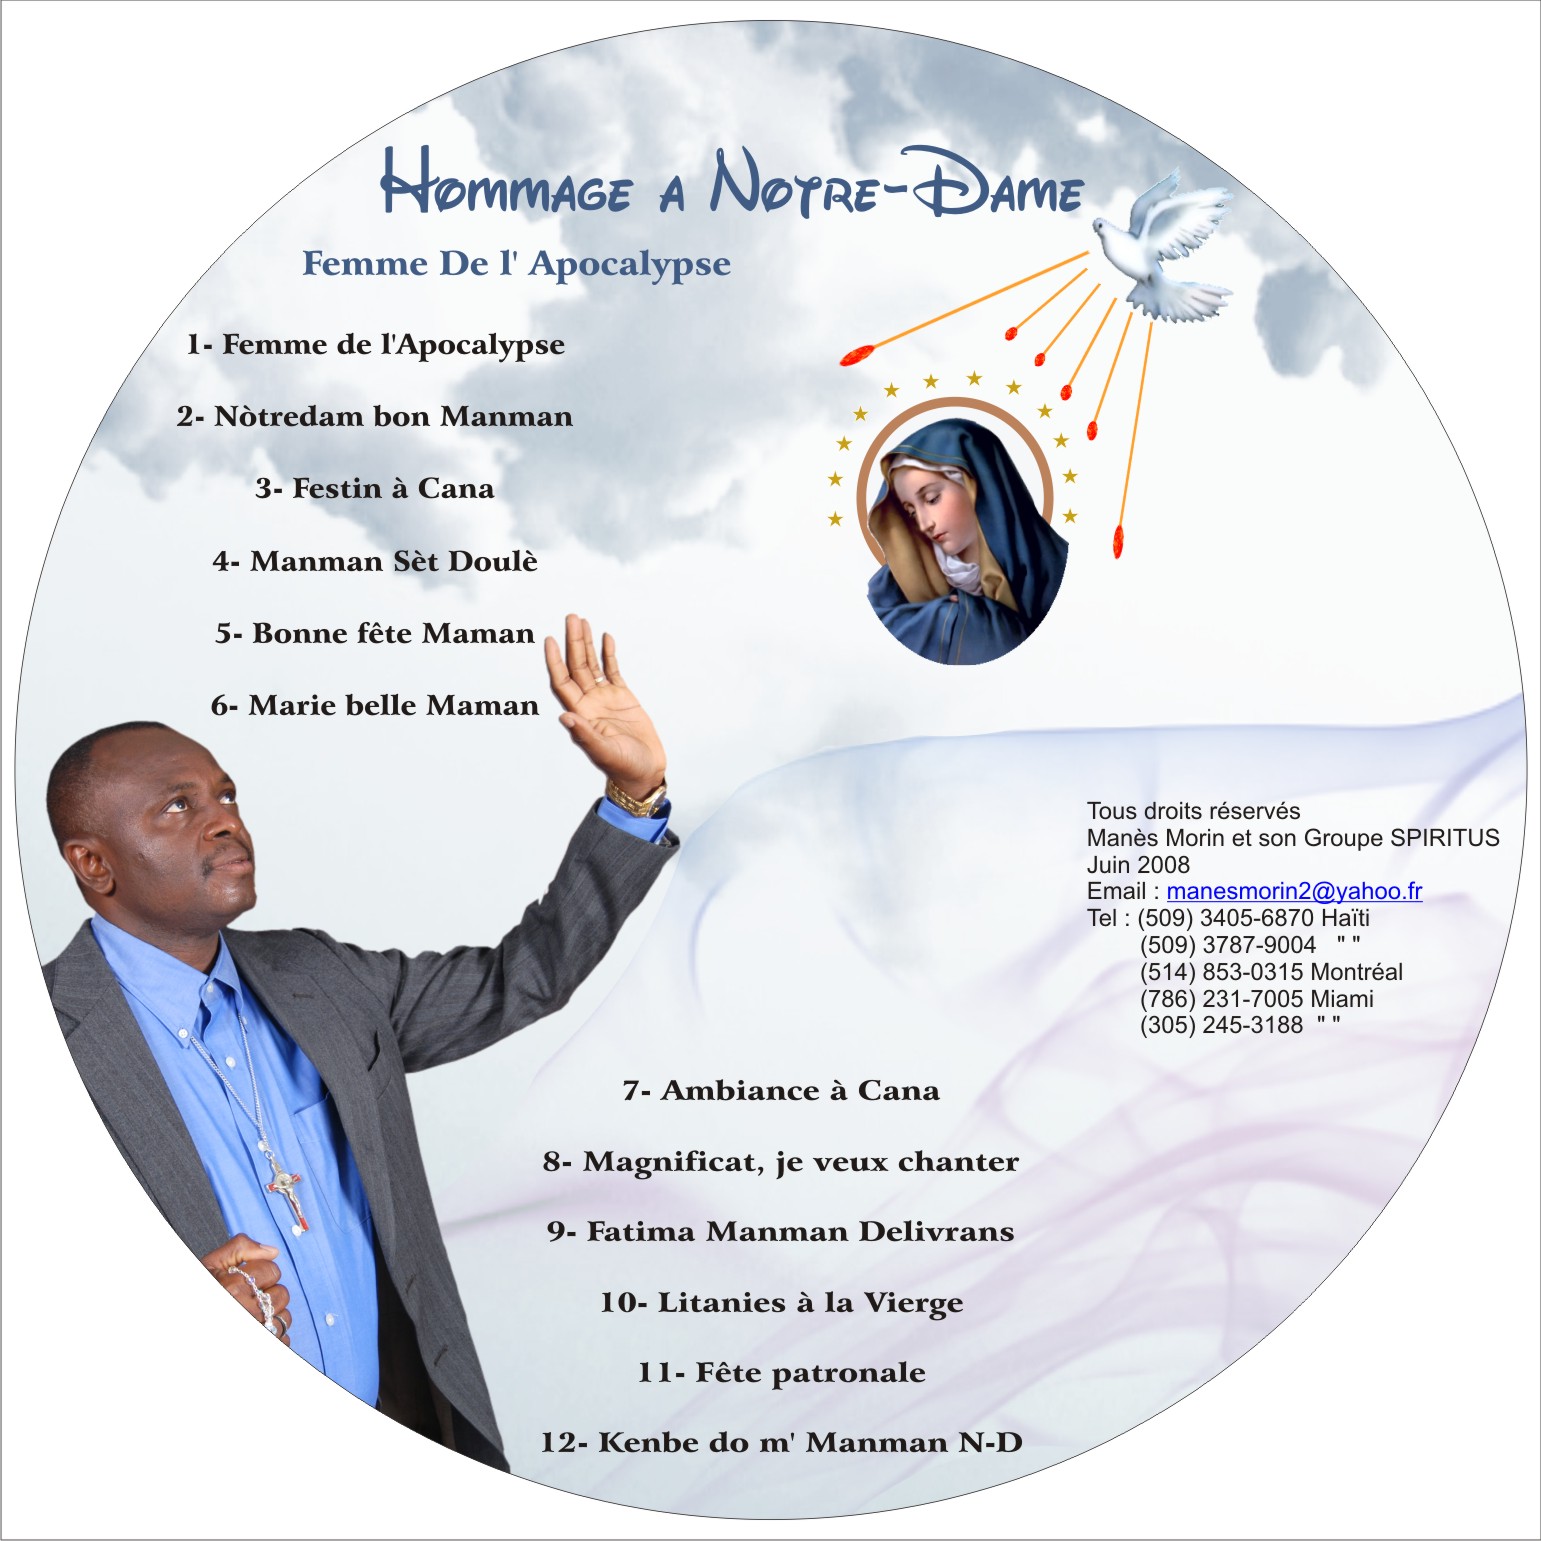 Hommage a Notre-Dame
Femme De l' Apocalypse
1- Femme de l'Apocalypse
2- Nòtredam bon Manman
3- Festin à Cana
4- Manman Sèt Doulè
5- Bonne fête Maman
6- Marie belle Maman
Tous droits réservés
Manès Morin et son Groupe SPIRITUS
Juin 2008
Email : manesmorin2@yahoo.fr
Tel : (509) 3405-6870 Haïti
(509) 3787-9004 " "
(514) 853-0315 Montréal
(786) 231-7005 Miami
(305) 245-3188 " "
7- Ambiance à Cana
8- Magnificat, je veux chanter
9- Fatima Manman Delivrans
10- Litanies à la Vierge
11- Fête patronale
12- Kenbe do m' Manman N-D